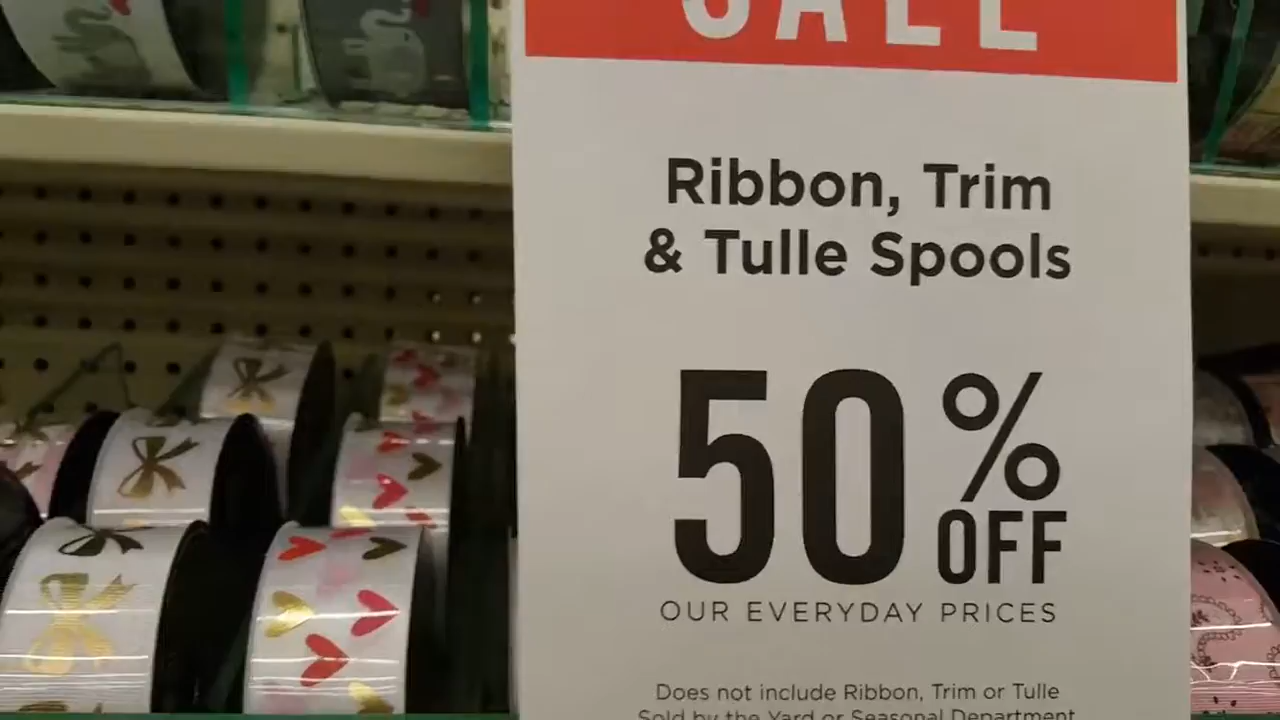 SALE
Ribbon, Trim
& Tulle Spools
50%
OFF
OUR EVERYDAY PRICES
Does not include Ribbon, Trim or Tulle
Sold by the Yard or Seasonal Department